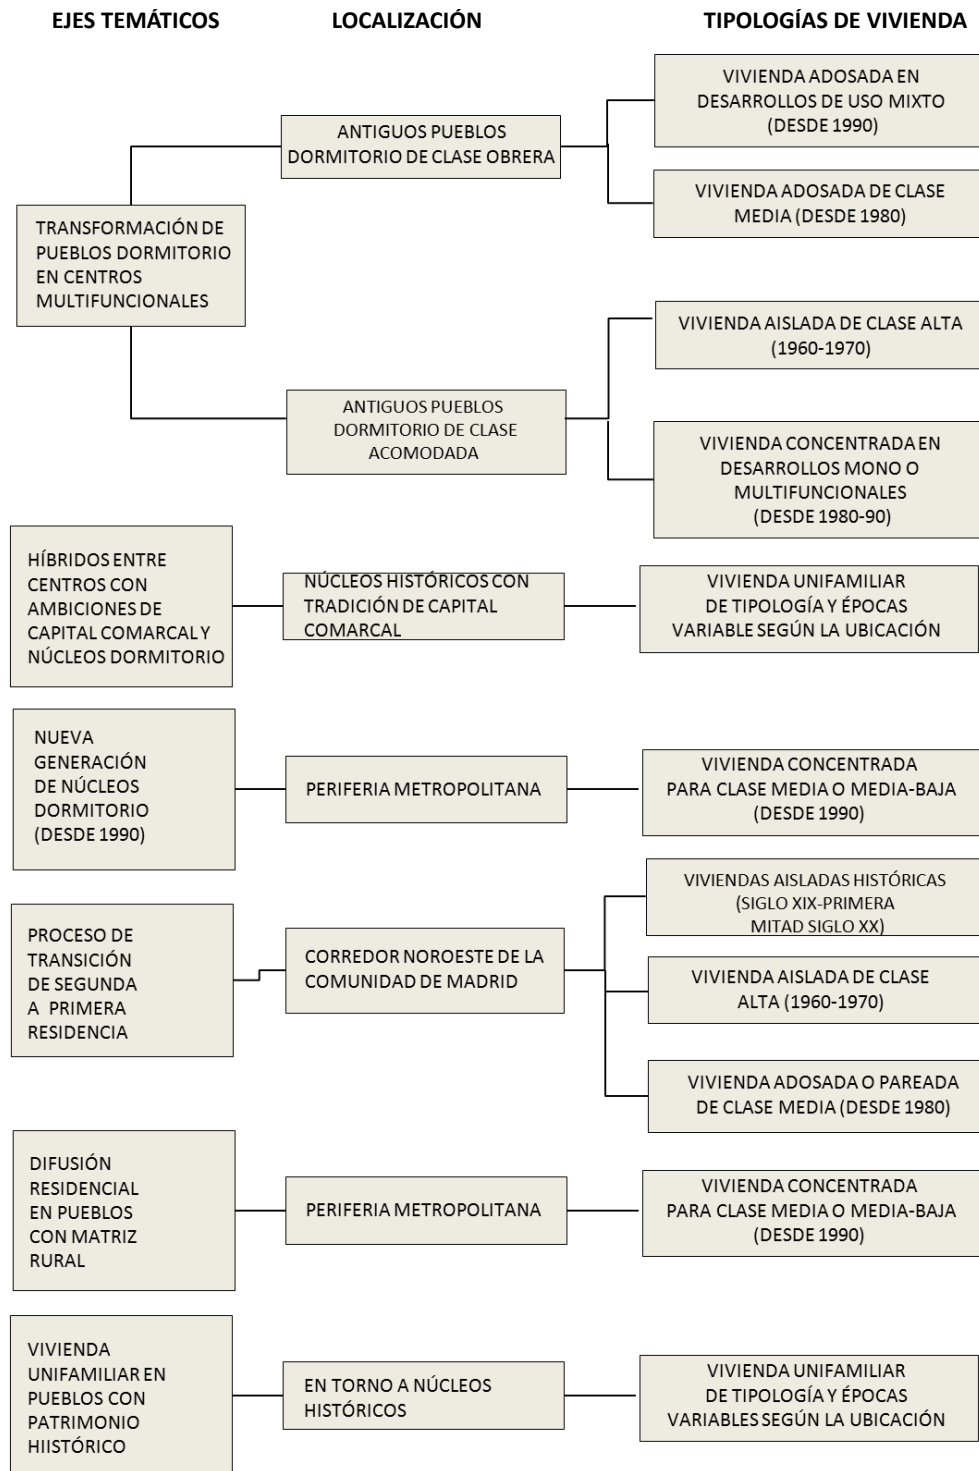 EJES TEMÁTICOS
LOCALIZACIÓN
TIPOLOGÍAS DE VIVIENDA
TRANSFORMACIÓN DE
PUEBLOS DORMITORIO
EN CENTROS
MULTIFUNCIONALES
ANTIGUOS PUEBLOS
DORMITORIO DE CLASE OBRERA
VIVIENDA ADOSADA EN
DESARROLLOS DE USO MIXTO
(DESDE 1990)
VIVIENDA ADOSADA DE CLASE
MEDIA (DESDE 1980)
ANTIGUOS PUEBLOS
DORMITORIO DE CLASE
ACOMODADA
VIVIENDA AISLADA DE CLASE ALTA
(1960-1970)
VIVIENDA CONCENTRADA EN
DESARROLLOS MONO O
MULTIFUNCIONALES
(DESDE 1980-90)
HÍBRIDOS ENTRE
CENTROS CON
AMBICIONES DE
CAPITAL COMARCAL Y
NÚCLEOS DORMITORIO
NÚCLEOS HISTÓRICOS CON
TRADICIÓN DE CAPITAL
COMARCAL
VIVIENDA UNIFAMILIAR
DE TIPOLOGÍA Y ÉPOCAS
VARIABLE SEGÚN LA UBICACIÓN
NUEVA
GENERACIÓN
DE NÚCLEOS
DORMITORIO
(DESDE 1990)
PERIFERIA METROPOLITANA
VIVIENDA CONCENTRADA
PARA CLASE MEDIA O MEDIA-BAJA
(DESDE 1990)
PROCESO DE
TRANSICIÓN
DE SEGUNDA
A PRIMERA
RESIDENCIA
CORREDOR NOROESTE DE LA
COMUNIDAD DE MADRID
VIVIENDAS AISLADAS HISTÓRICAS
(SIGLO XIX-PRIMERA
MITAD SIGLO XX)
VIVIENDA AISLADA DE CLASE
ALTA (1960-1970)
VIVIENDA ADOSADA O PAREADA
DE CLASE MEDIA (DESDE 1980)
DIFUSIÓN
RESIDENCIAL
EN PUEBLOS
CON MATRIZ
RURAL
PERIFERIA METROPOLITANA
VIVIENDA CONCENTRADA
PARA CLASE MEDIA O MEDIA-BAJA
(DESDE 1990)
VIVIENDA
UNIFAMILIAR EN
PUEBLOS CON
PATRIMONIO
HIISTÓRICO
EN TORNO A NÚCLEOS
HISTÓRICOS
VIVIENDA UNIFAMILIAR
DE TIPOLOGÍA Y ÉPOCAS
VARIABLES SEGÚN LA UBICACIÓN